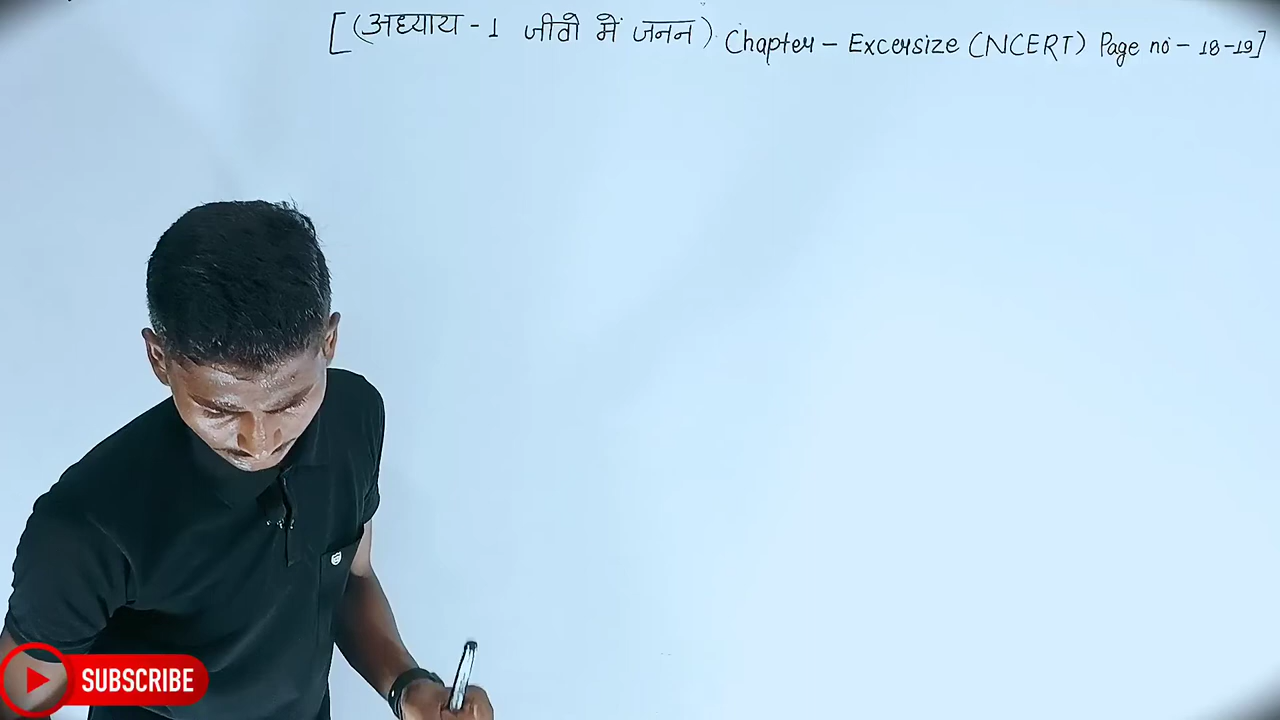 [(अध्याय - 1 जीवो में जनन) Chapter - Excersize (NCERT) Page no - 18-19]
SUBSCRIBE